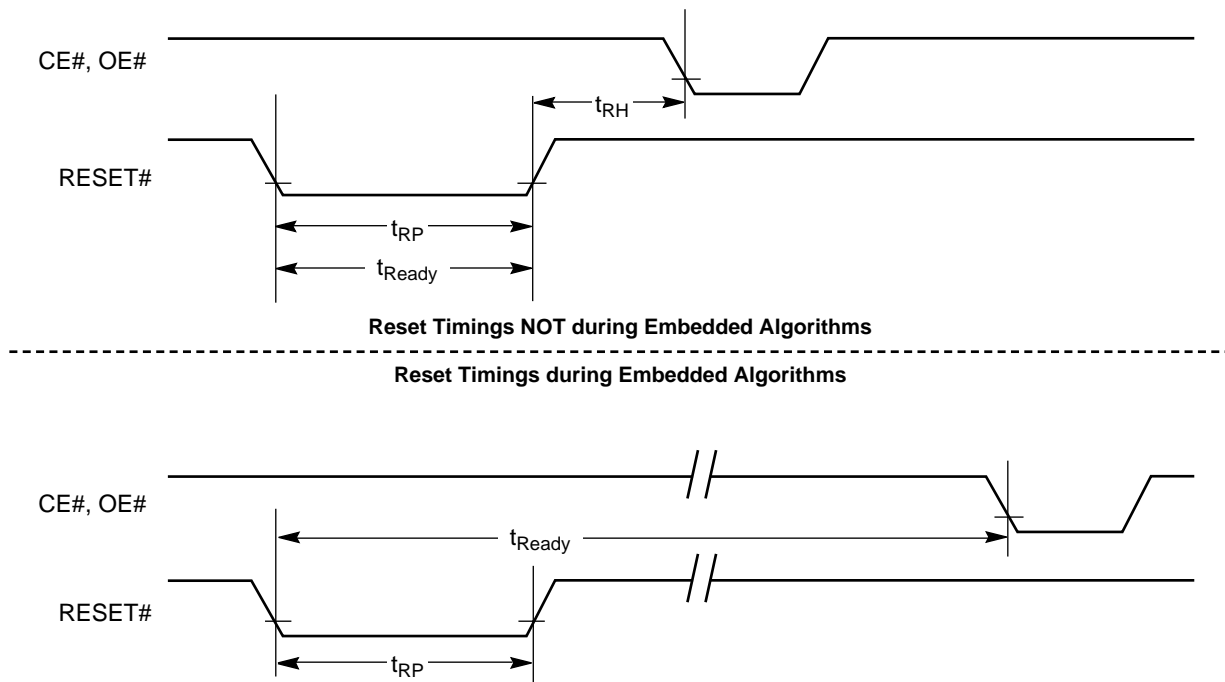 CE#, OE#
tRH
RESET#
tRP
tReady
Reset Timings NOT during Embedded Algorithms
Reset Timings during Embedded Algorithms
CE#, OE#
tReady
RESET#
tRP